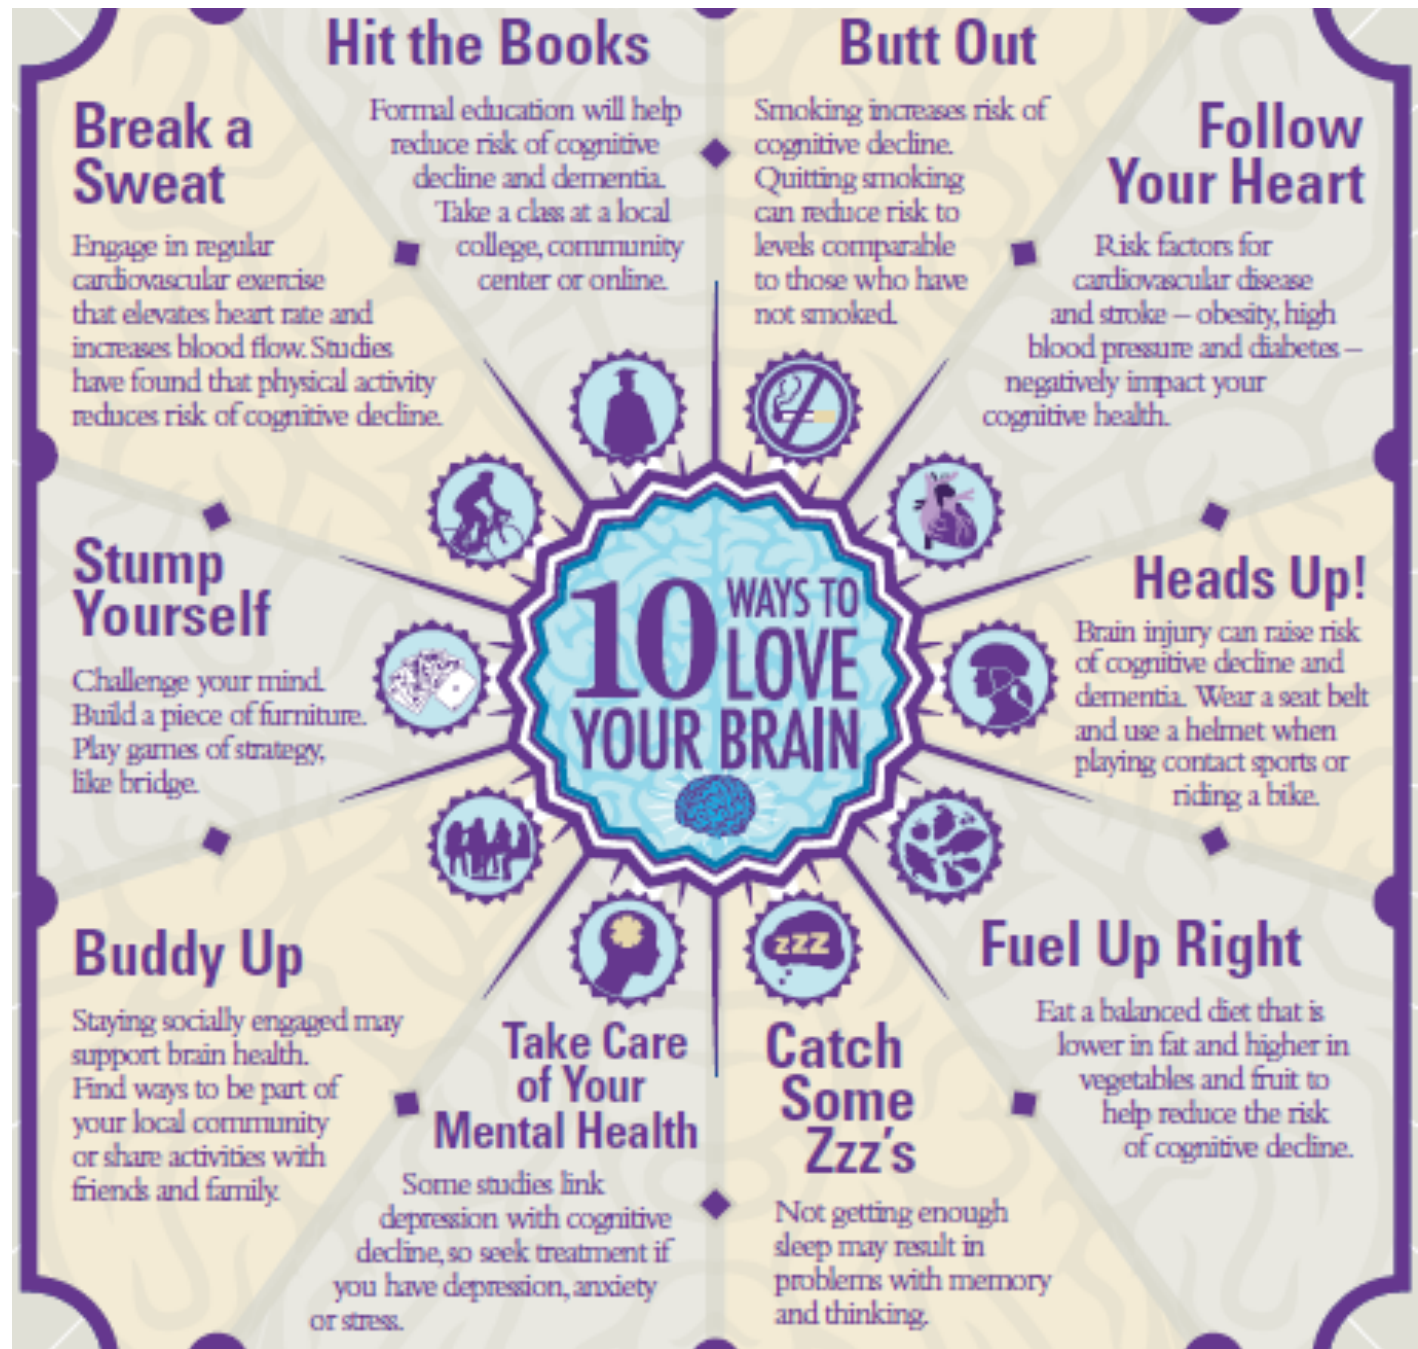 Hit the Books
Formal education will help
reduce risk of cognitive
decline and dementia.
Take a class at a local
college, community
center or online.
Butt Out
Smoking increases risk of
cognitive decline.
Quitting smoking
can reduce risk to
levels comparable
to those who have
not smoked.
Break a
Sweat
Engage in regular
cardiovascular exercise
that elevates heart rate and
increases blood flow. Studies
have found that physical activity
reduces risk of cognitive decline.
Follow
Your Heart
Risk factors for
cardiovascular disease
and stroke – obesity, high
blood pressure and diabetes –
negatively impact your
cognitive health.
Stump
Yourself
Challenge your mind.
Build a piece of furniture.
Play games of strategy,
like bridge.
10 WAYS TO
LOVE
YOUR BRAIN
Heads Up!
Brain injury can raise risk
of cognitive decline and
dementia. Wear a seat belt
and use a helmet when
playing contact sports or
riding a bike.
Buddy Up
Staying socially engaged may
support brain health.
Find ways to be part of
your local community
or share activities with
friends and family.
Take Care
of Your
Mental Health
Some studies link
depression with cognitive
decline, so seek treatment if
you have depression, anxiety
or stress.
zzz
Catch
Some
Zzz's
Not getting enough
sleep may result in
problems with memory
and thinking.
Fuel Up Right
Eat a balanced diet that is
lower in fat and higher in
vegetables and fruit to
help reduce the risk
of cognitive decline.